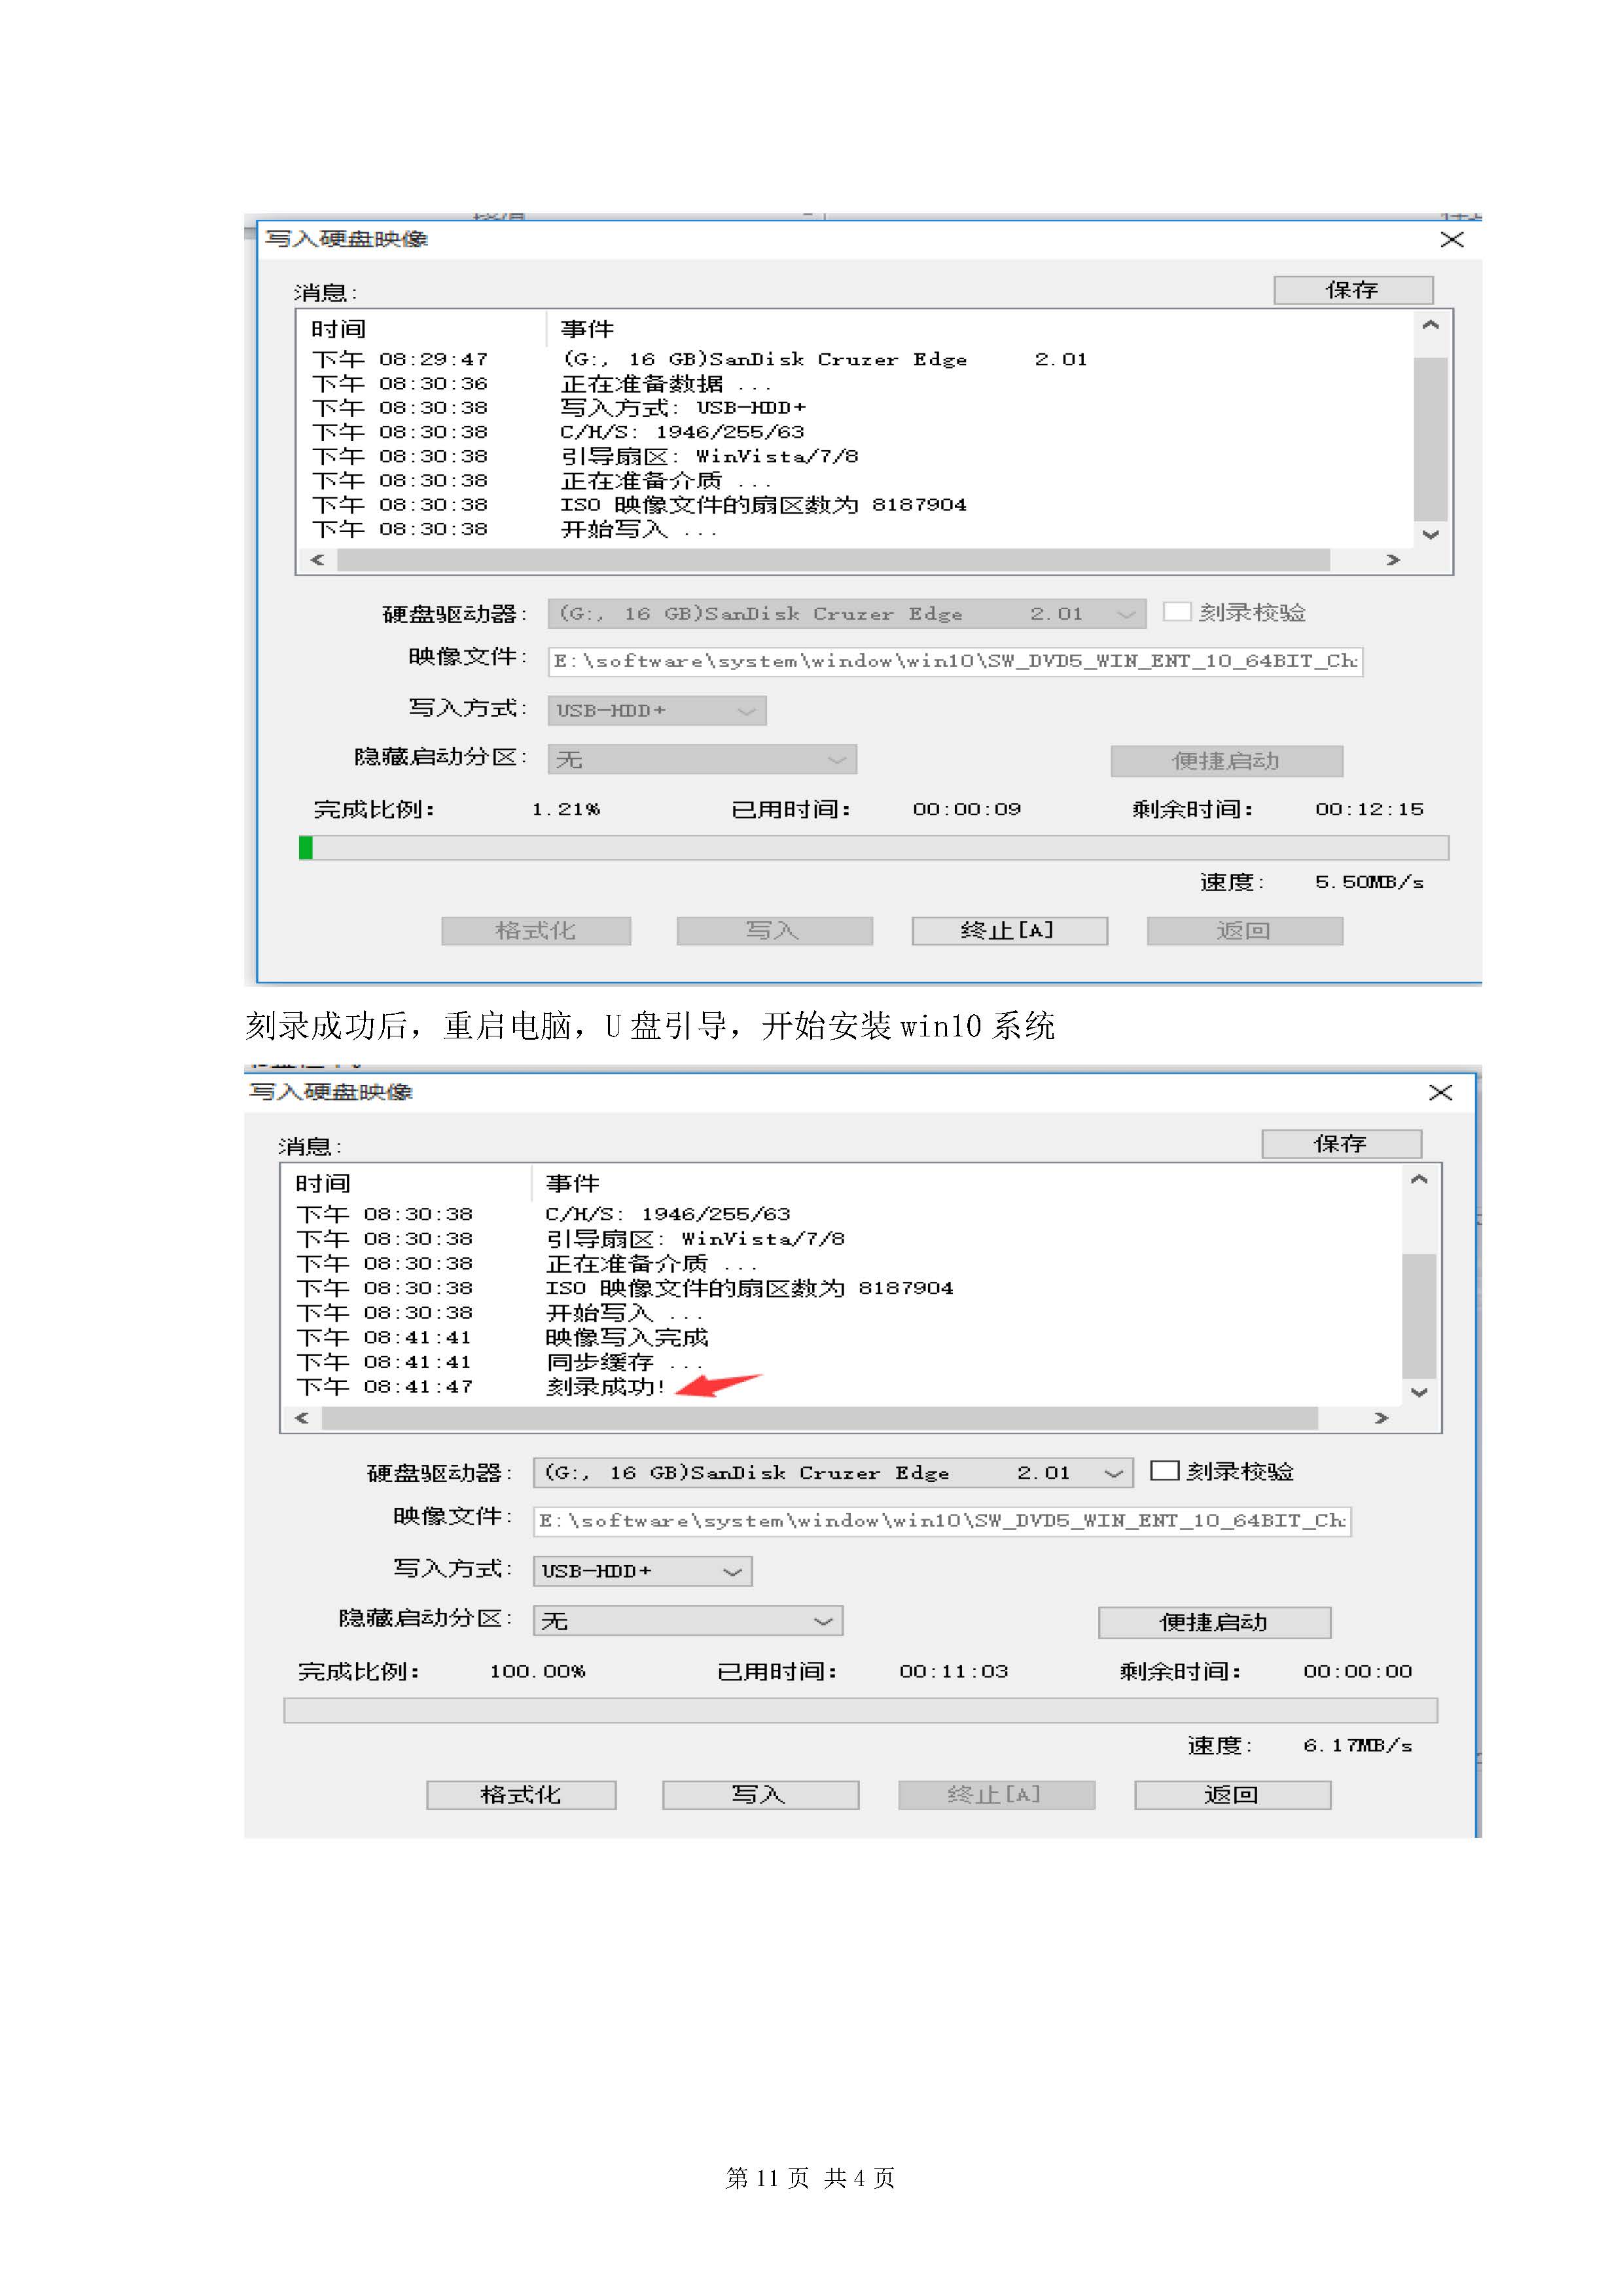 写入硬盘映像
消息: 保存
时间 事件
下午 08:29:47 (G:, 16 GB)SanDisk Cruzer Edge 2.01
下午 08:30:36 正在准备数据 ...
下午 08:30:38 写入方式: USB-HDD+
下午 08:30:38 C/H/S: 1946/255/63
下午 08:30:38 引导扇区: WinVista/7/8
下午 08:30:38 正在准备介质 ...
下午 08:30:38 ISO 映像文件的扇区数为 8187904
下午 08:30:38 开始写入 ...
硬盘驱动器: (G:, 16 GB)SanDisk Cruzer Edge 2.01 刻录校验
映像文件: E:\software\system\window\win10\SW_DVD5_WIN_ENT_10_64BIT_Ch
写入方式: USB-HDD+
隐藏启动分区: 无 便捷启动
完成比例: 1.21% 已用时间: 00:00:09 剩余时间: 00:12:15
速度: 5.50MB/s
格式化 写入 终止[A] 返回
刻录成功后，重启电脑，U 盘引导，开始安装 win10 系统
写入硬盘映像
消息: 保存
时间 事件
下午 08:30:38 C/H/S: 1946/255/63
下午 08:30:38 引导扇区: WinVista/7/8
下午 08:30:38 正在准备介质 ...
下午 08:30:38 ISO 映像文件的扇区数为 8187904
下午 08:30:38 开始写入 ...
下午 08:41:41 映像写入完成
下午 08:41:41 同步缓存 ...
下午 08:41:47 刻录成功!
硬盘驱动器: (G:, 16 GB)SanDisk Cruzer Edge 2.01 刻录校验
映像文件: E:\software\system\window\win10\SW_DVD5_WIN_ENT_10_64BIT_Ch
写入方式: USB-HDD+
隐藏启动分区: 无 便捷启动
完成比例: 100.00% 已用时间: 00:11:03 剩余时间: 00:00:00
速度: 6.17MB/s
格式化 写入 终止[A] 返回
第 11 页 共 4 页